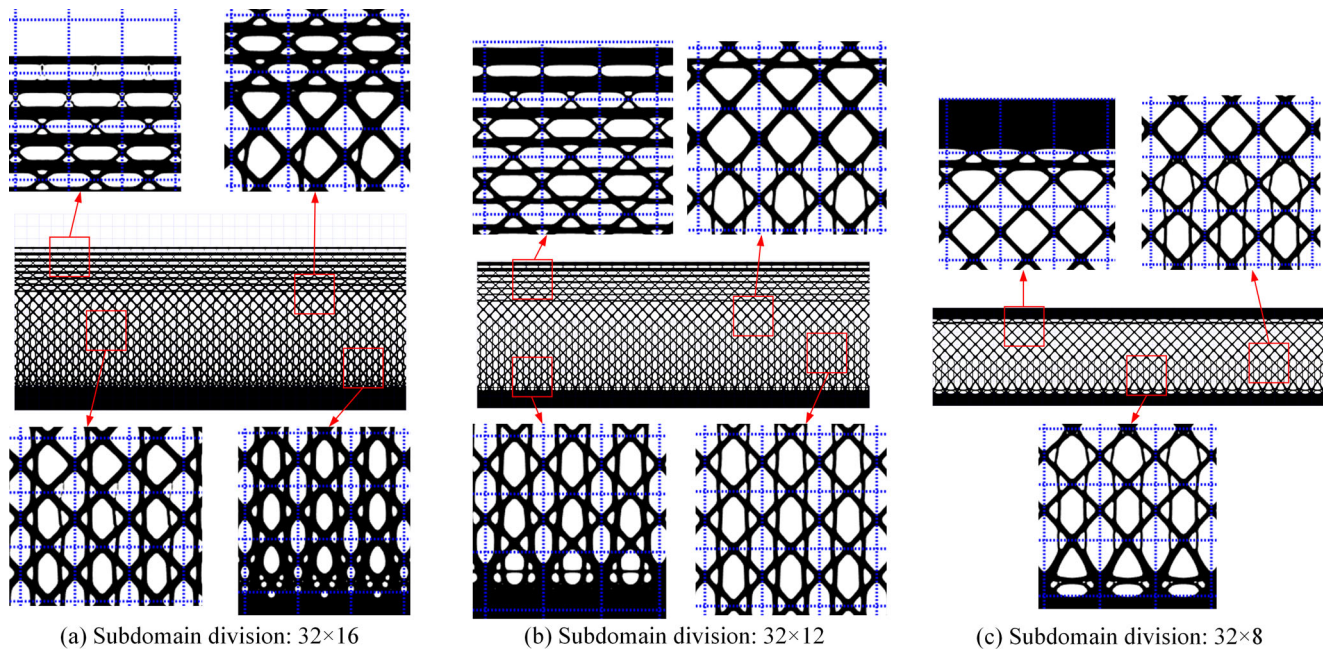 (a) Subdomain division: 32×16
(b) Subdomain division: 32×12
(c) Subdomain division: 32×8